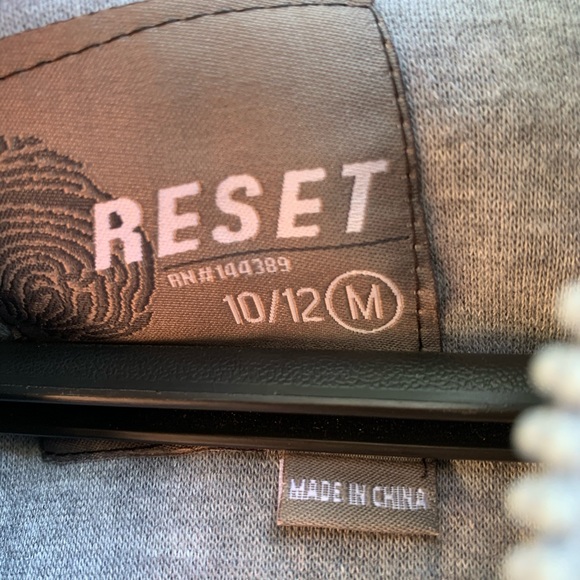 RESET
RN#144389
10/12 M
MADE IN CHINA